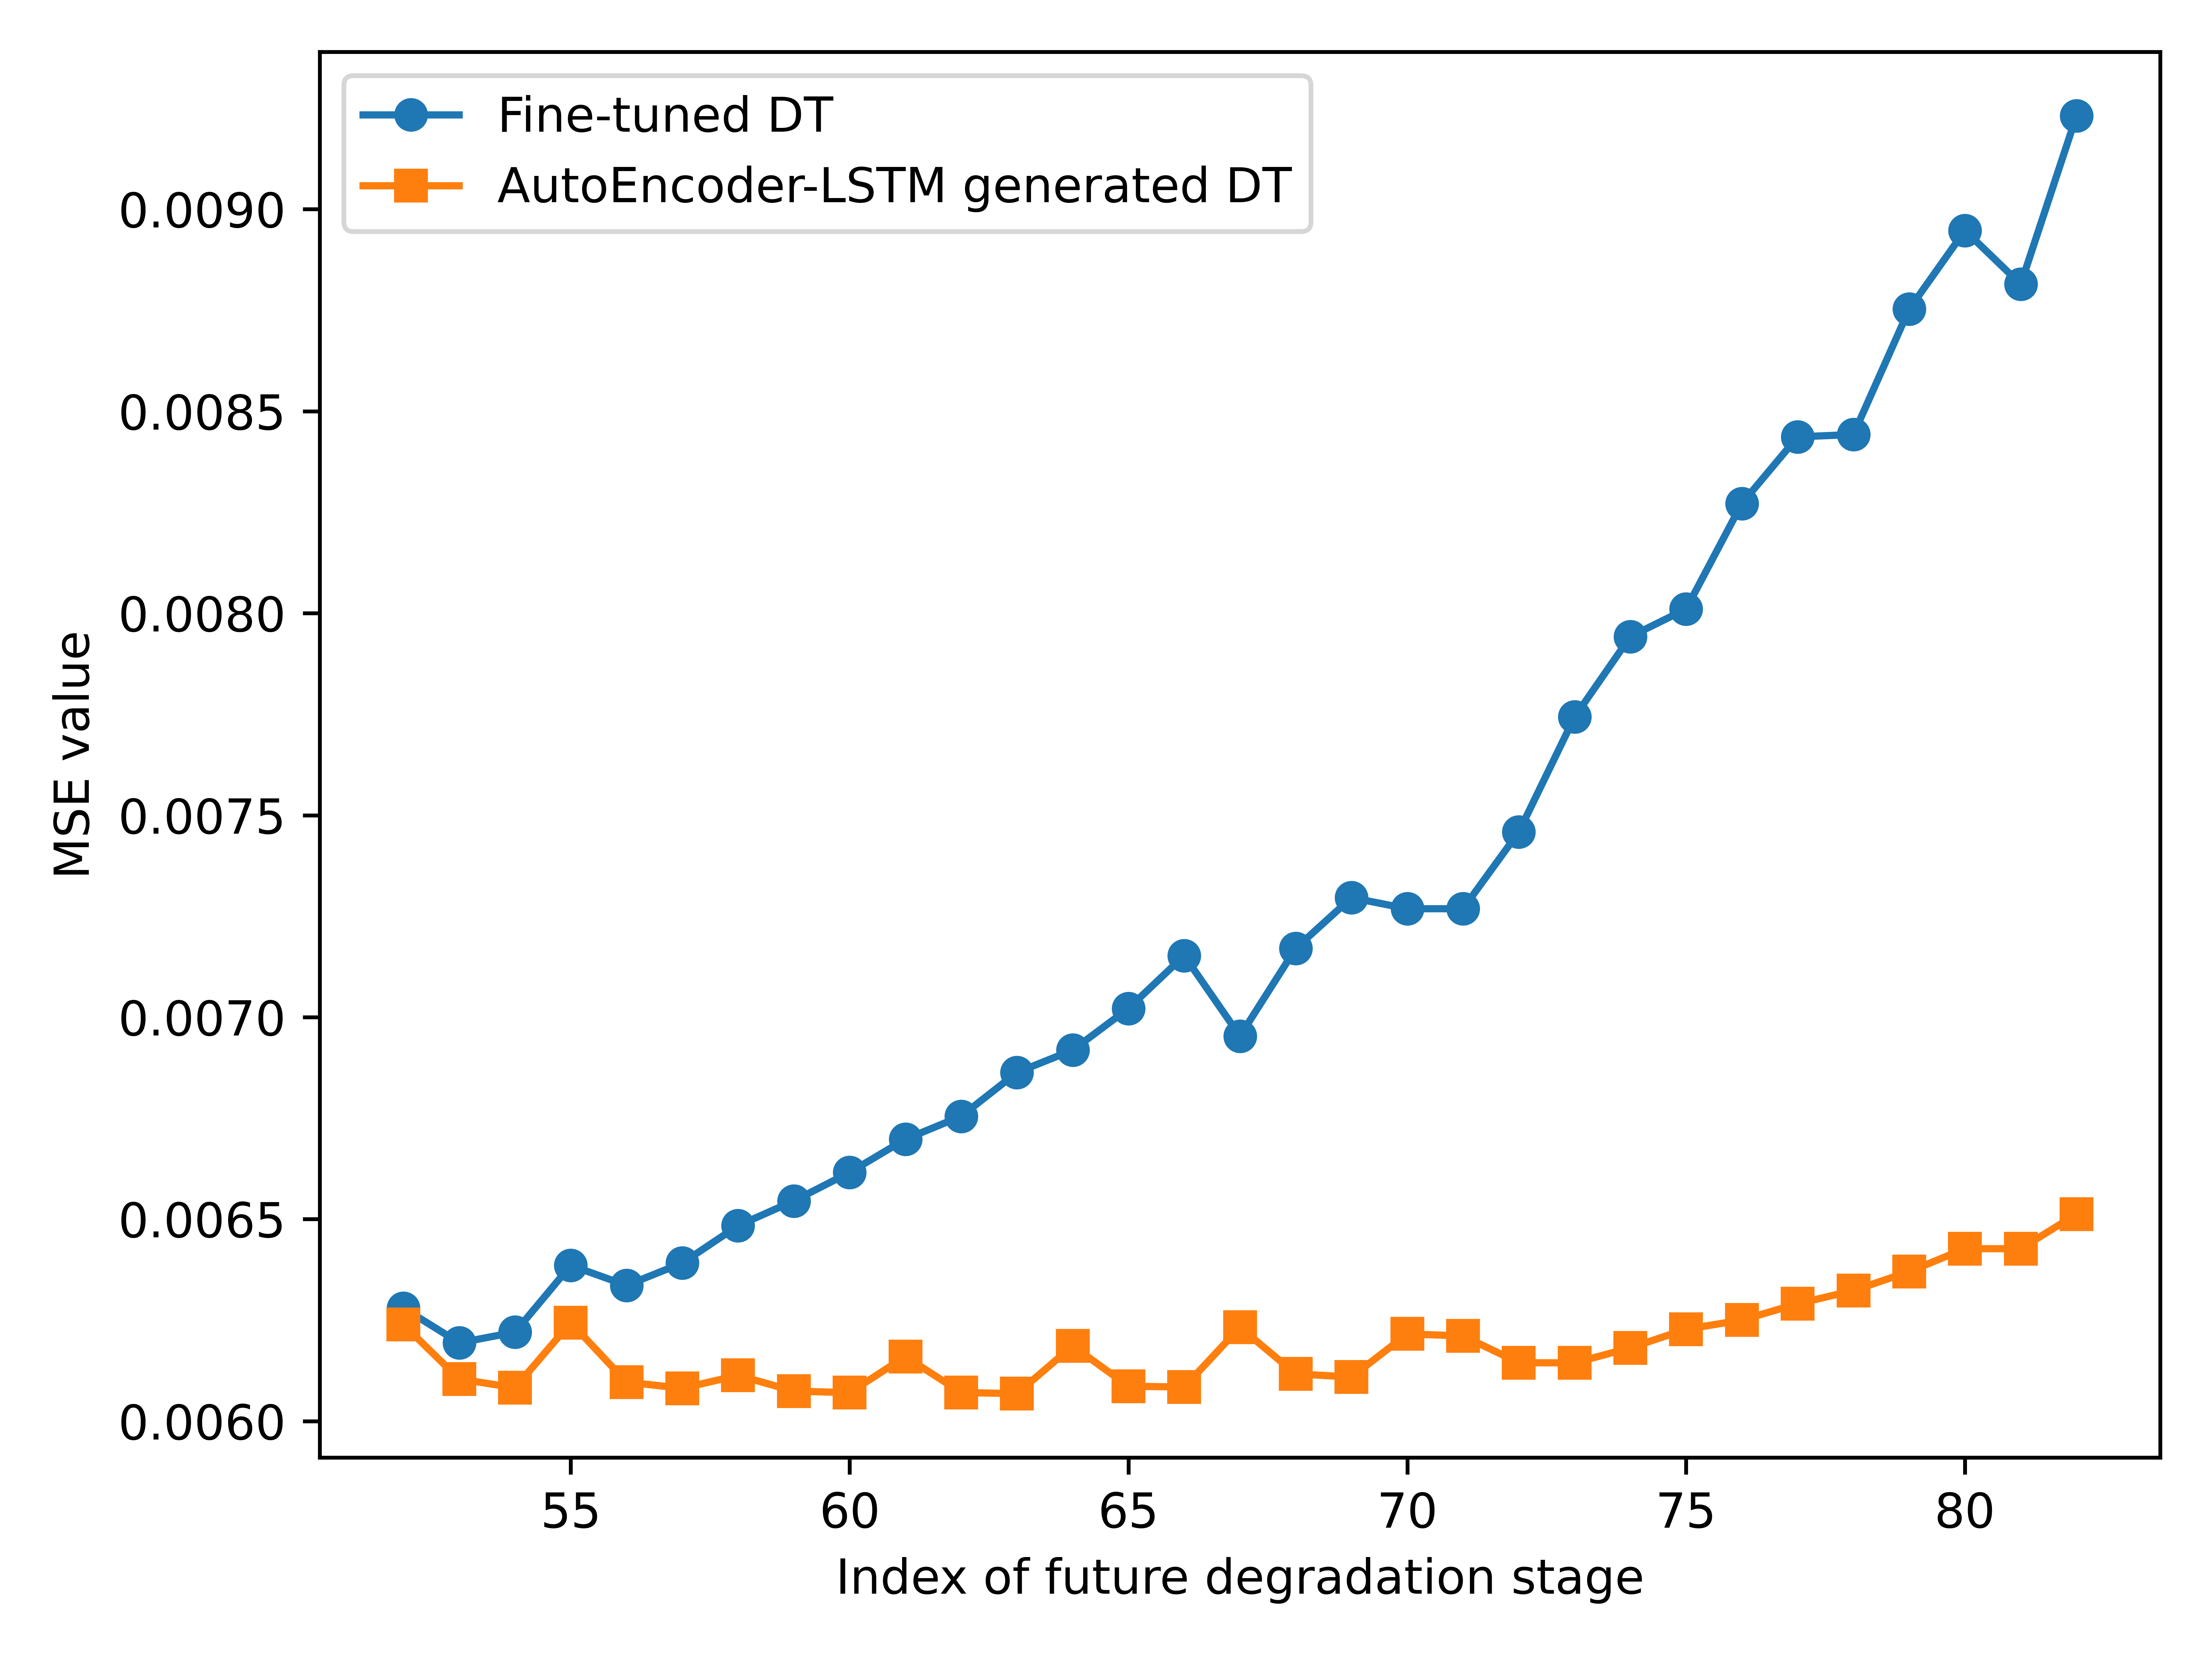 Fine-tuned DT
AutoEncoder-LSTM generated DT
0.0090
0.0085
0.0080
0.0075
0.0070
0.0065
0.0060
MSE value
55 60 65 70 75 80
Index of future degradation stage